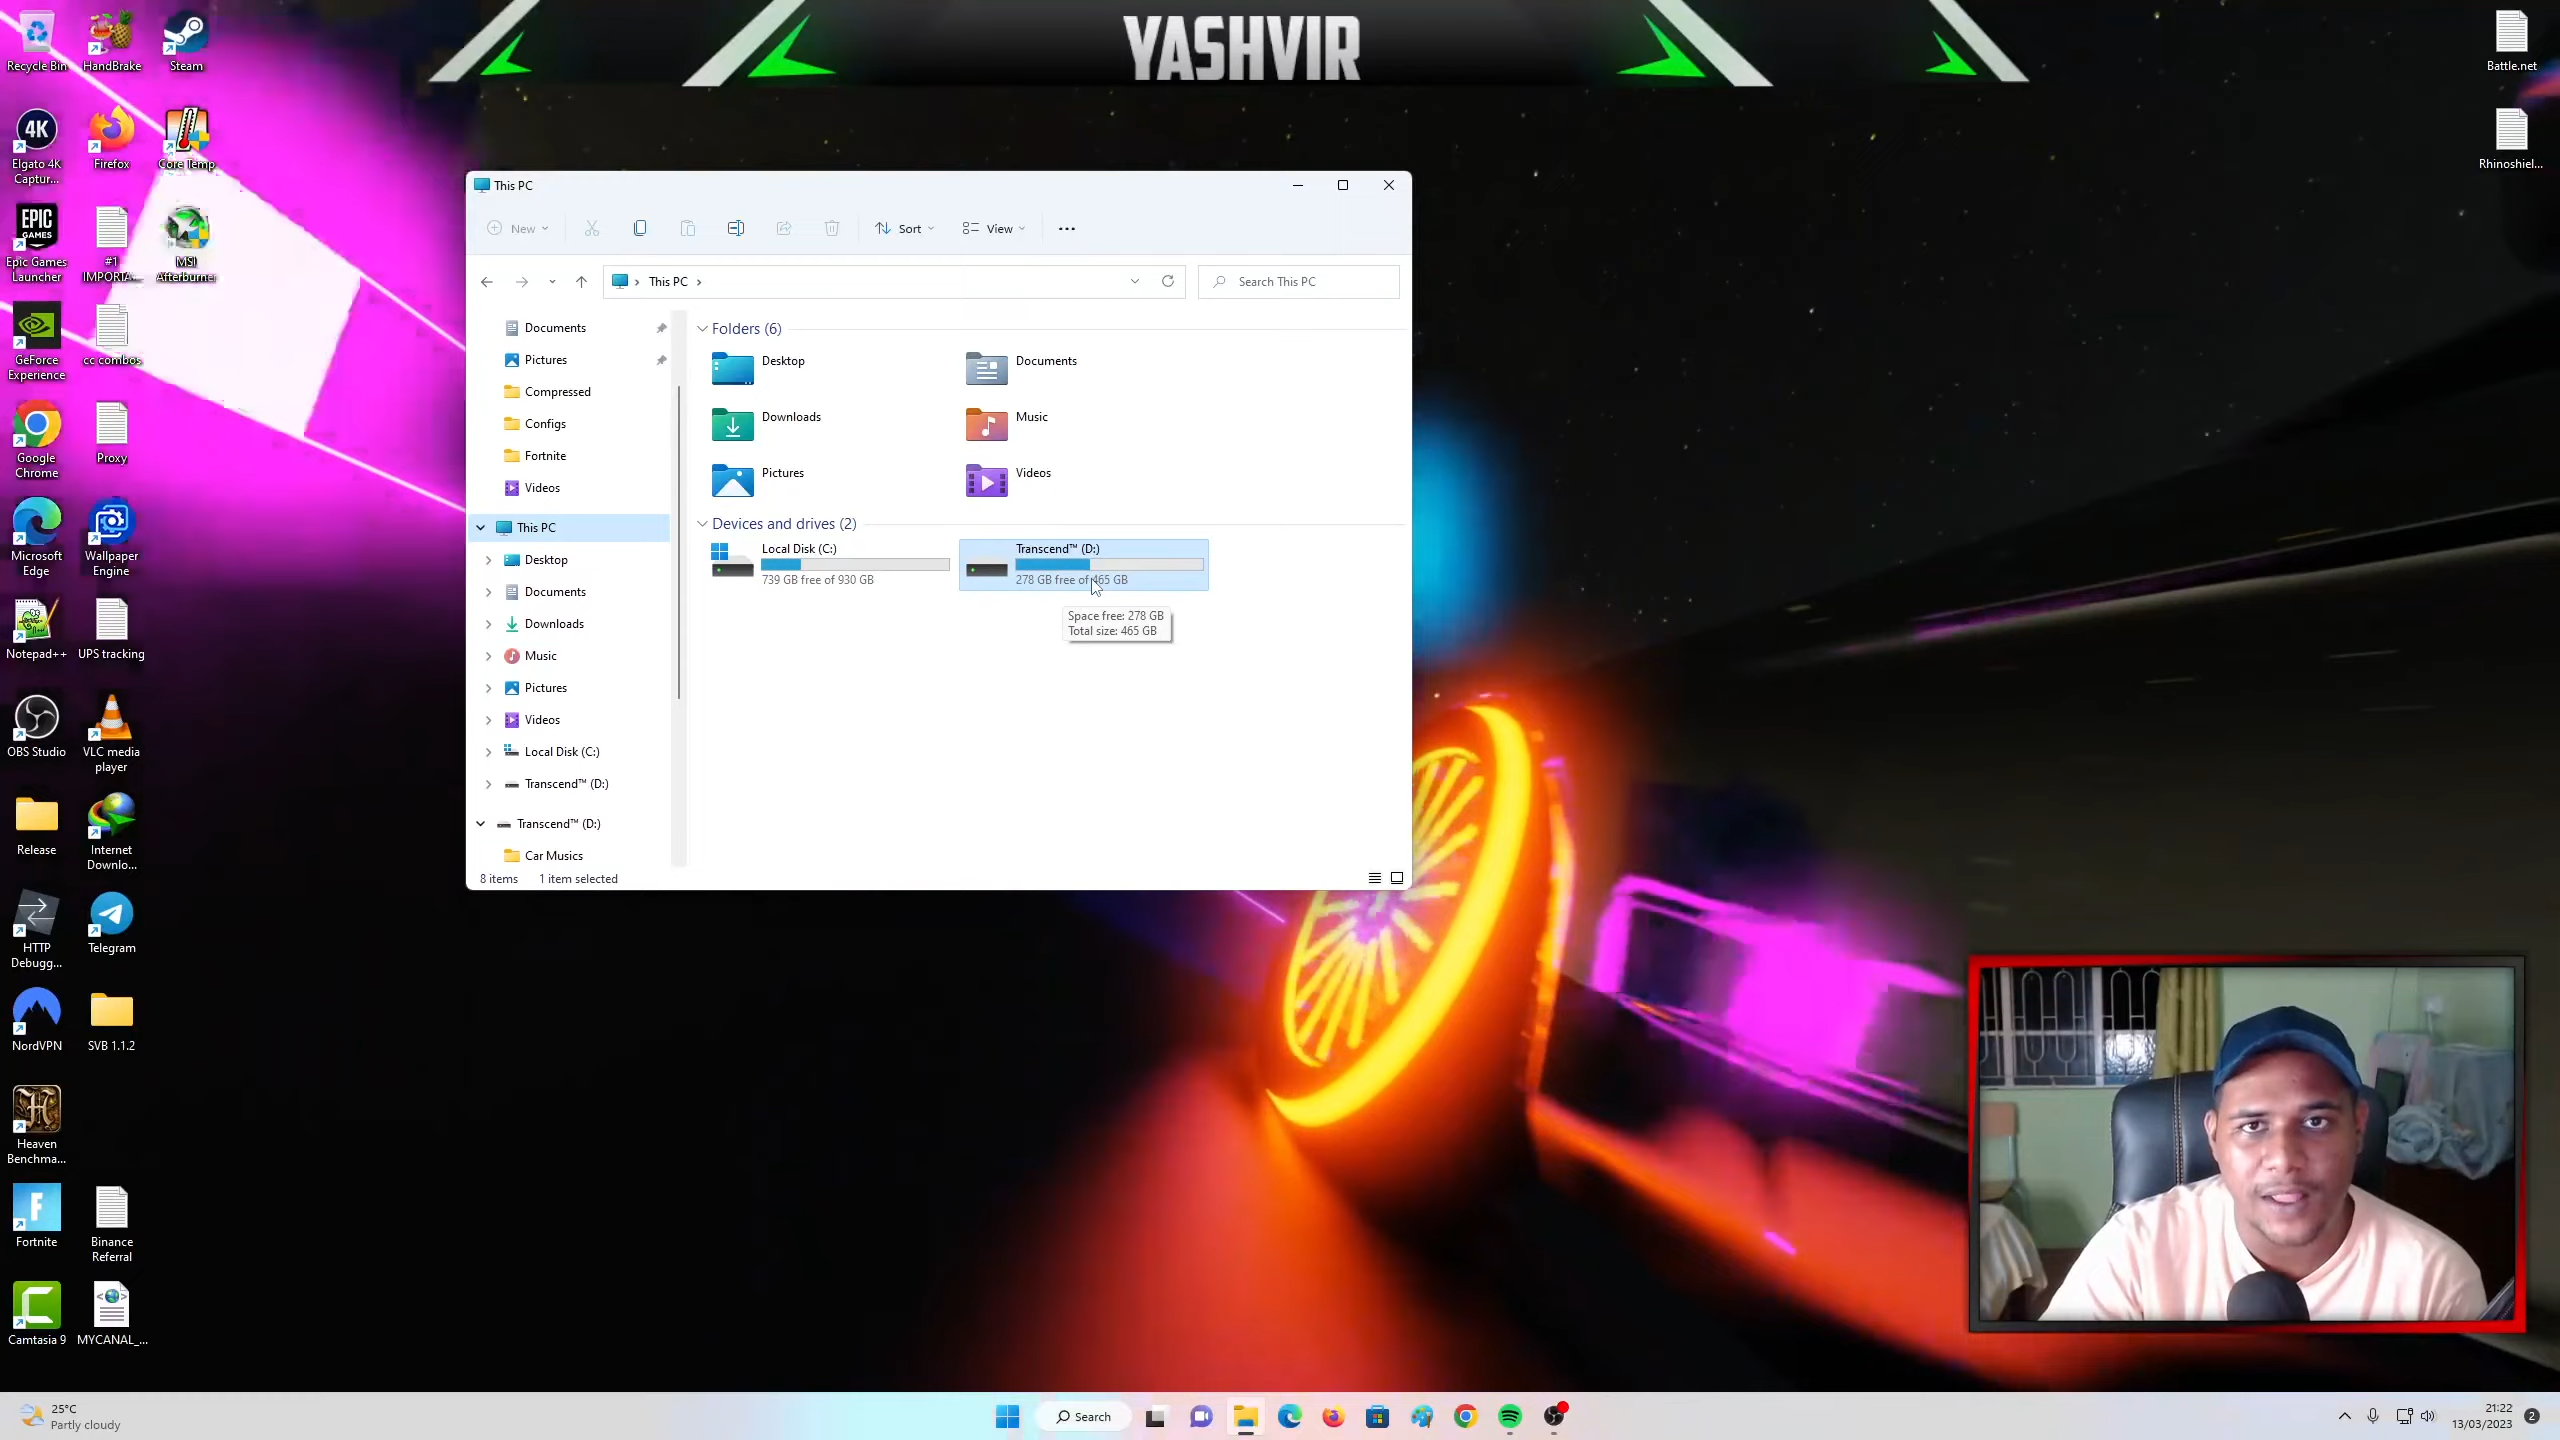 YASHVIR
Recycle Bin
HandBrake
Steam
Elgato 4K
Captur...
Firefox
Core Temp
Epic Games
Launcher
#1
IMPORTA...
MSI
Afterburner
GeForce
Experience
cc combos
Google
Chrome
Proxy
Microsoft
Edge
Wallpaper
Engine
Notepad++
UPS tracking
OBS Studio
VLC media
player
Release
Internet
Downlo...
HTTP
Debugg...
Telegram
NordVPN
SVB 1.1.2
Heaven
Benchma...
Fortnite
Binance
Referral
Camtasia 9
MYCANAL_...
4K
EPIC
GAMES
Battle.net
Rhinoshiel...
This PC
New
Sort
View
This PC
Search This PC
Documents
Pictures
Compressed
Configs
Fortnite
Videos
This PC
Desktop
Documents
Downloads
Music
Pictures
Videos
Local Disk (C:)
Transcend™ (D:)
Transcend™ (D:)
Car Musics
Folders (6)
Desktop
Documents
Downloads
Music
Pictures
Videos
Devices and drives (2)
Local Disk (C:)
739 GB free of 930 GB
Transcend™ (D:)
278 GB free of 465 GB
Space free: 278 GB
Total size: 465 GB
8 items
1 item selected
25°C
Partly cloudy
Search
21:22
13/03/2023
2